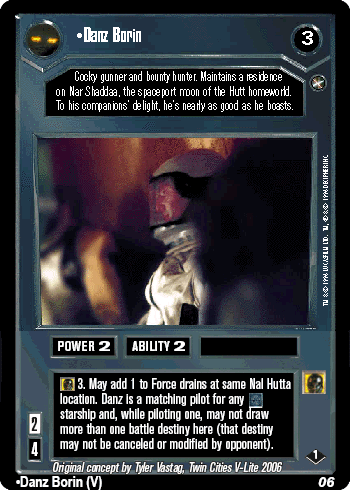 •Danz Borin
3
Cocky gunner and bounty hunter. Maintains a residence
on Nar Shaddaa, the spaceport moon of the Hutt homeworld.
To his companions' delight, he's nearly as good as he boasts.
POWER 2
ABILITY 2
3. May add 1 to Force drains at same Nal Hutta
location. Danz is a matching pilot for any
starship and, while piloting one, may not draw
more than one battle destiny here (that destiny
may not be canceled or modified by opponent).
2
4
1
Original concept by Tyler Vastag, Twin Cities V-Lite 2006
•Danz Borin (V)
06